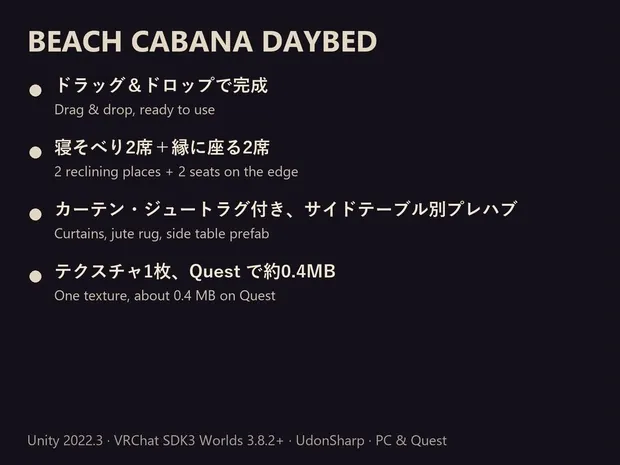 BEACH CABANA DAYBED
ドラッグ＆ドロップで完成
Drag & drop, ready to use
寝そべり2席＋縁に座る2席
2 reclining places + 2 seats on the edge
カーテン・ジュートラグ付き、サイドテーブル別プレハブ
Curtains, jute rug, side table prefab
テクスチャ1枚、Quest で約0.4MB
One texture, about 0.4 MB on Quest
Unity 2022.3 · VRChat SDK3 Worlds 3.8.2+ · UdonSharp · PC & Quest